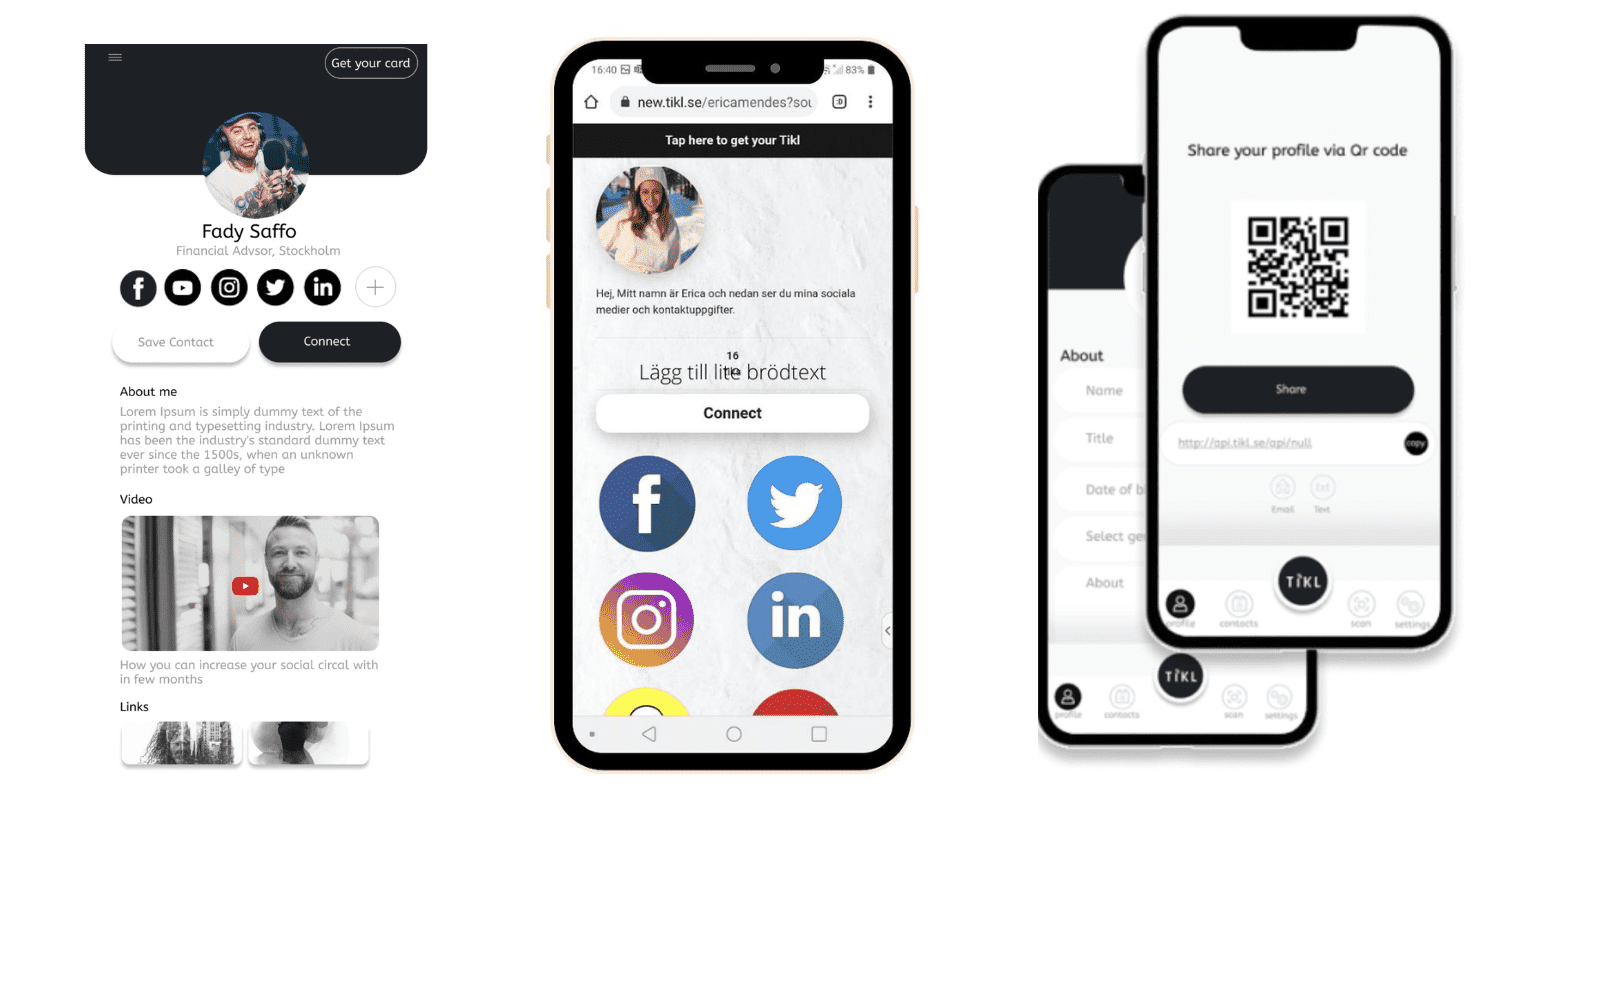 Get your card
Fady Saffo
Financial Advsor, Stockholm
Save Contact
Connect
About me
Lorem Ipsum is simply dummy text of the
printing and typesetting industry. Lorem Ipsum
has been the industry's standard dummy text
ever since the 1500s, when an unknown
printer took a galley of type
Video
How you can increase your social circal with
in few months
Links
16:40
83%
new.tikl.se/ericamendes?sou
Tap here to get your Tikl
Hej, Mitt namn är Erica och nedan ser du mina sociala
medier och kontaktuppgifter.
16
Lägg till lite brödtext
Connect
About
Name
Title
Date of bi
Select ge
About
TiKL
profile
contacts
scan
settings
Share your profile via Qr code
Share
http://api.tikl.se/api/null
copy
txt
Email
Text
TiKL
profile
contacts
scan
settings